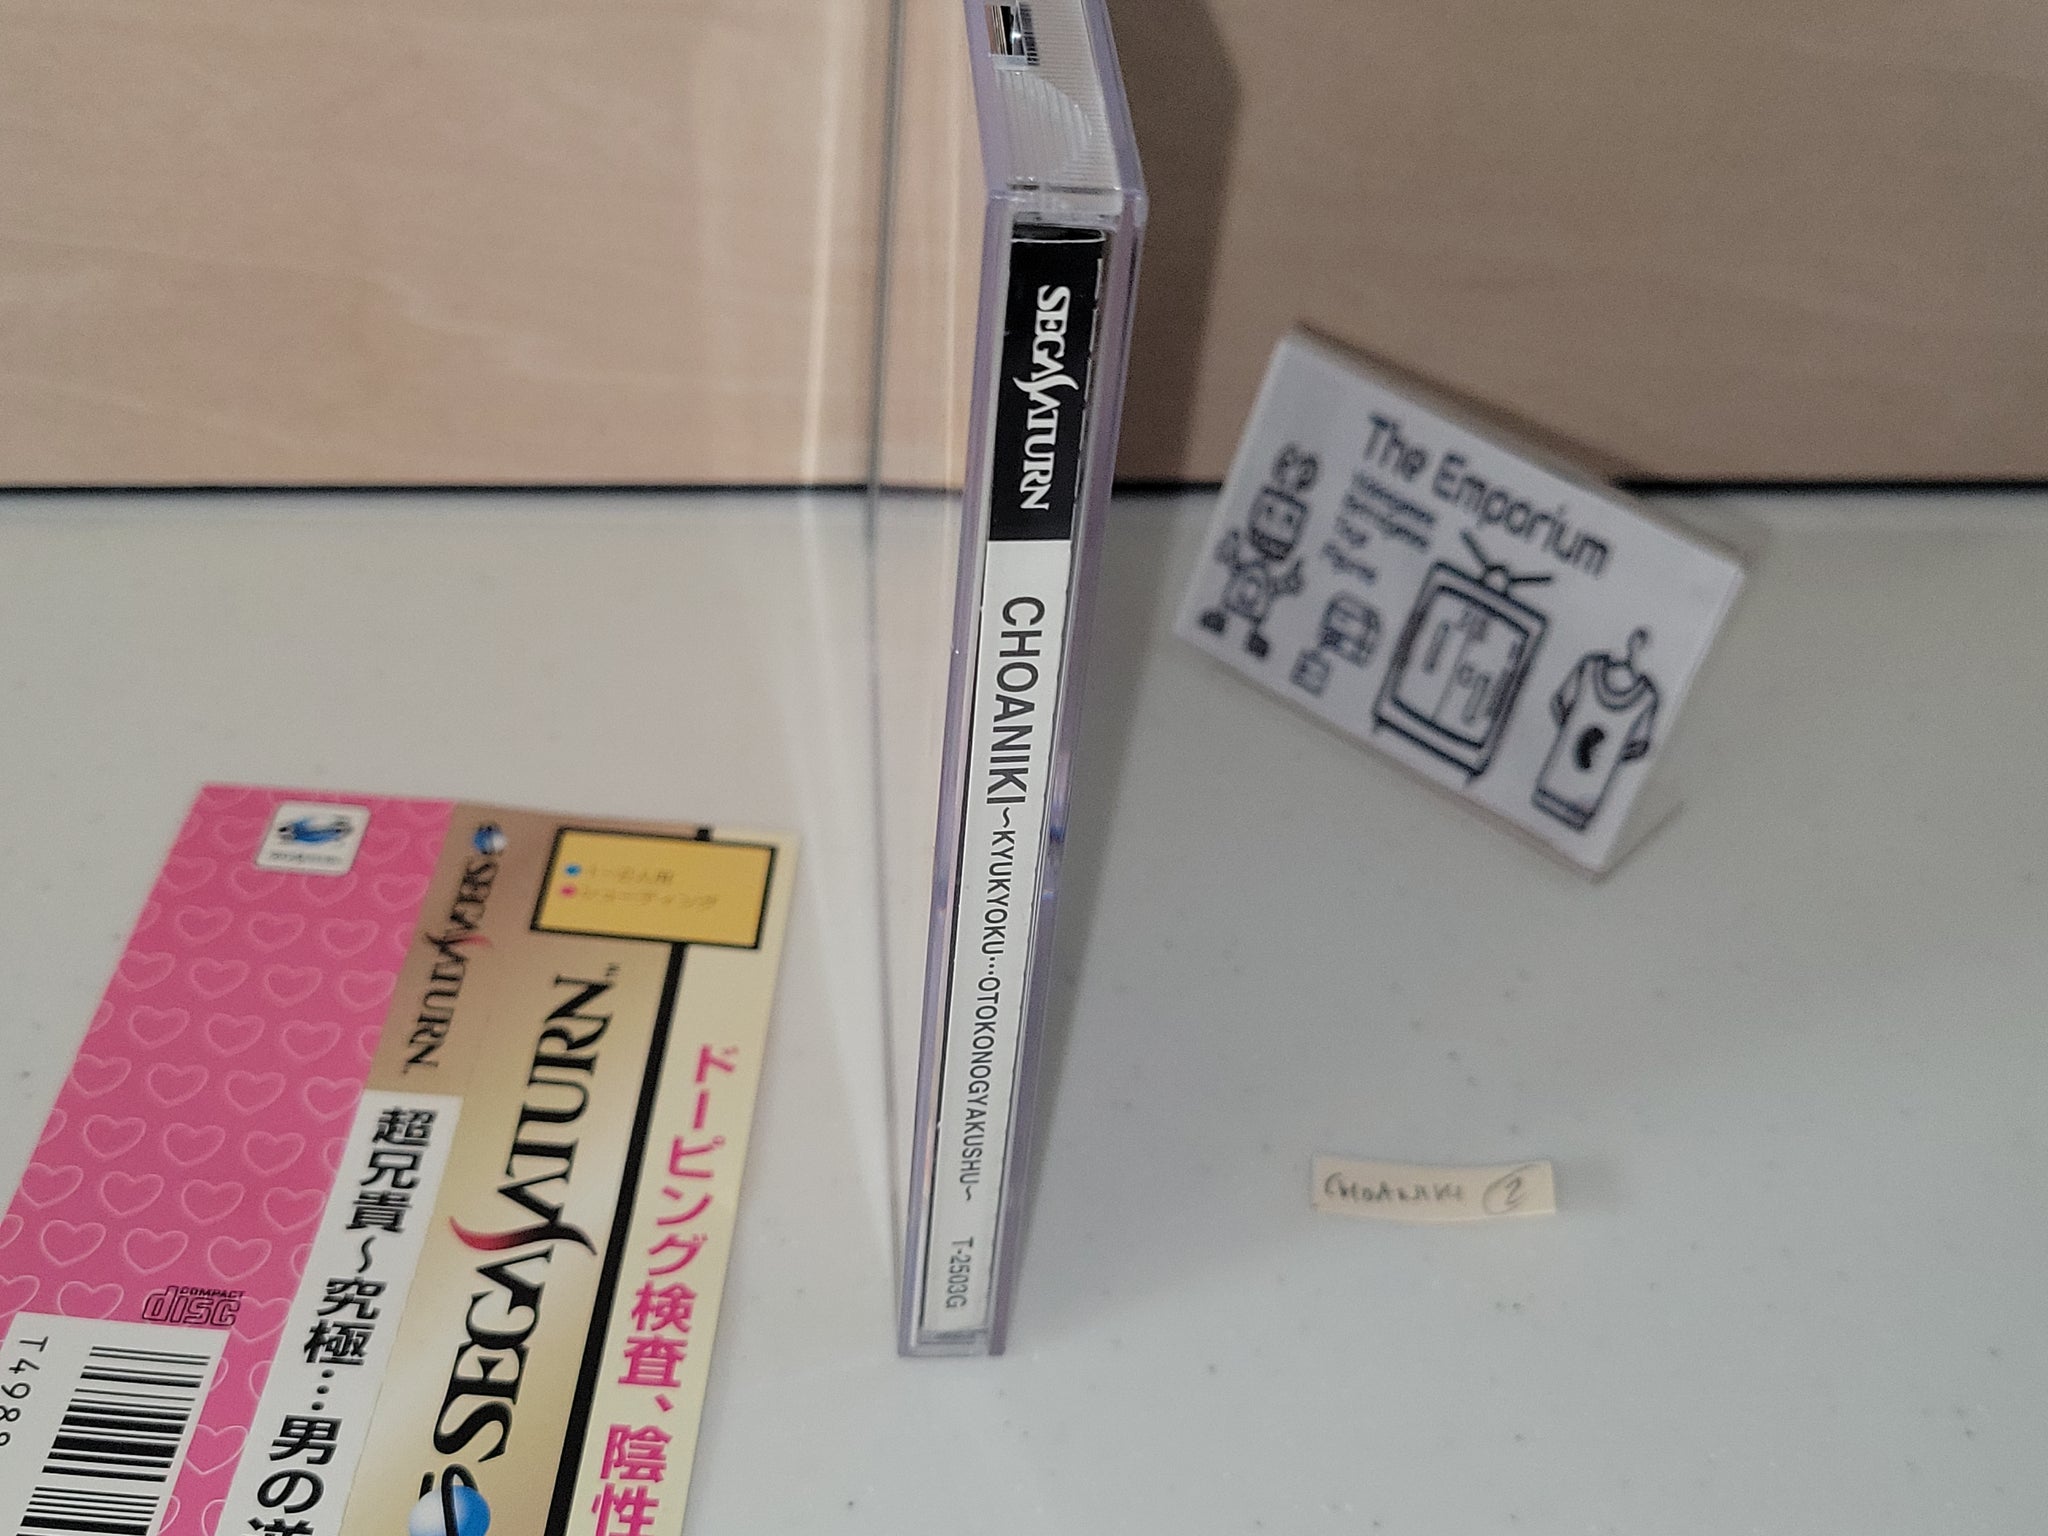 SEGA SATURN
CHOANIKI~KYUKYOKU…OTOKONOGYAKUSHU~ T-2503G
The Emporium
CHOANIKI 2
SEGA SATURN
超兄貴~究極…男の逆
SEGA SATURN™
ドーピング検査、陰性
COMPACT
disc
T498